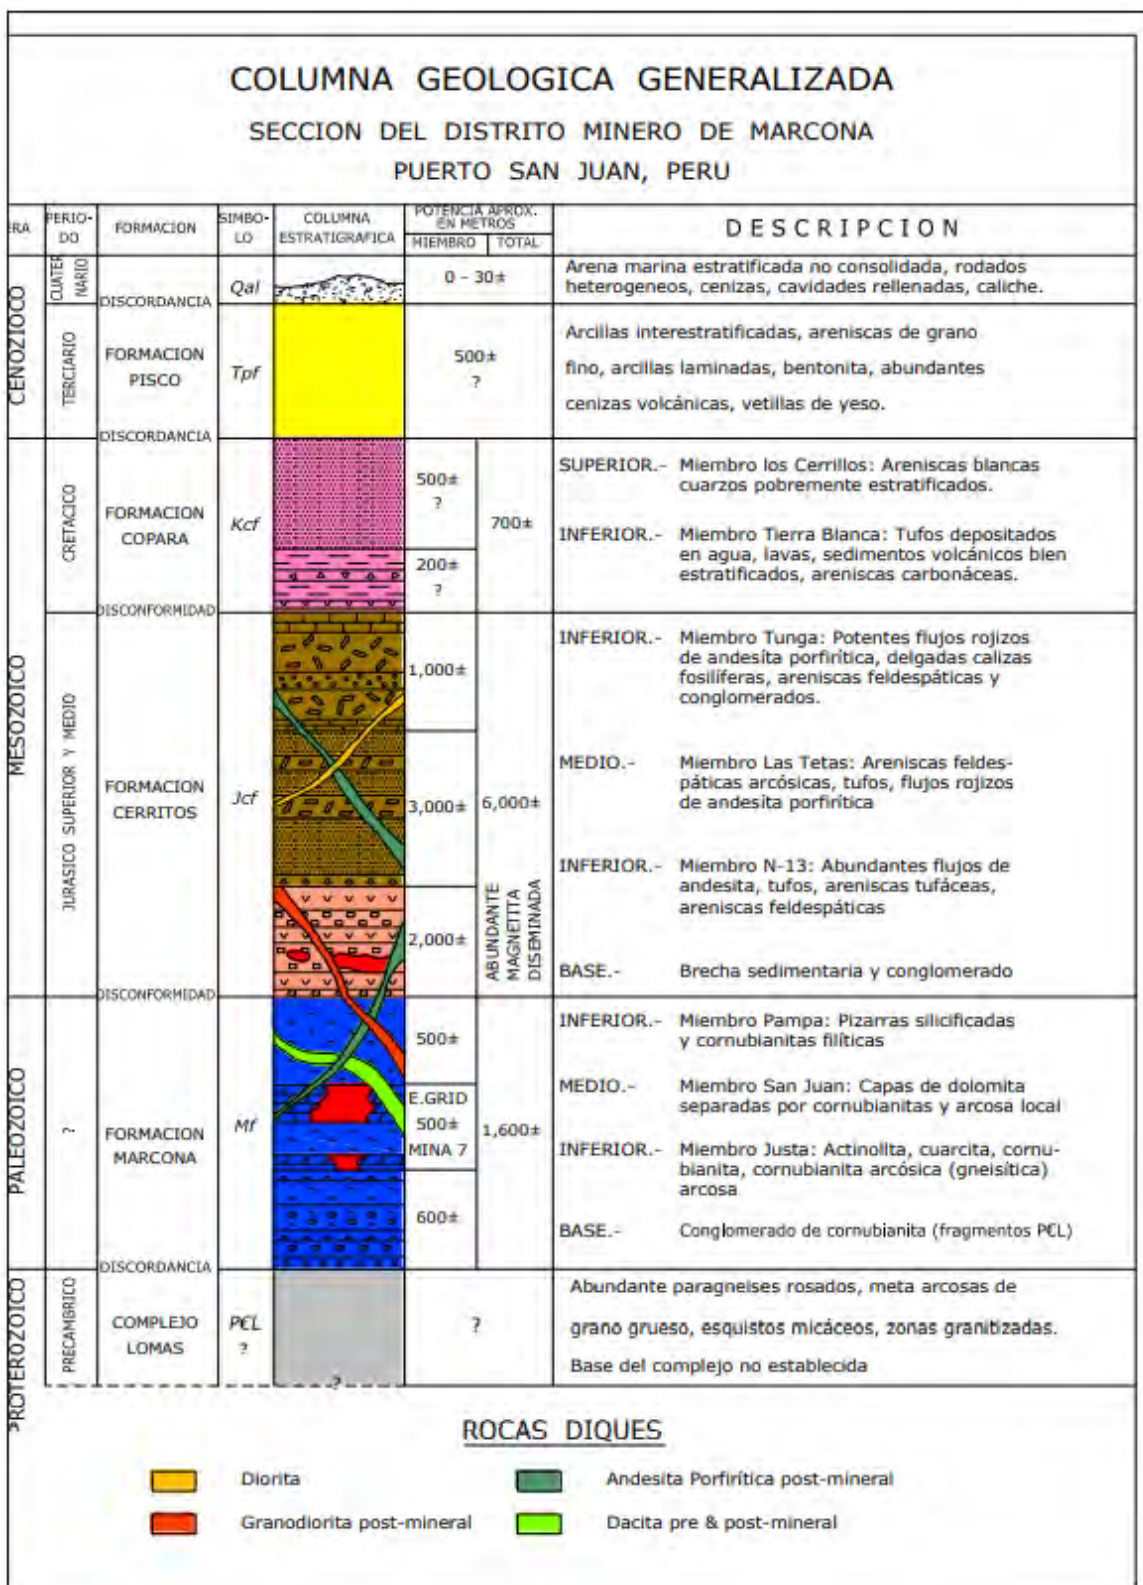 COLUMNA GEOLOGICA GENERALIZADA
SECCION DEL DISTRITO MINERO DE MARCONA
PUERTO SAN JUAN, PERU
ERA
PERIO-
DO
FORMACION
SIMBO-
LO
COLUMNA
ESTRATIGRAFICA
POTENCIA APROX.
EN METROS
MIEMBRO
TOTAL
DESCRIPCION
CENOZIOCO
CUATER
NARIO
DISCORDANCIA
Qal
0 - 30±
Arena marina estratificada no consolidada, rodados
heterogeneos, cenizas, cavidades rellenadas, caliche.
TERCIARIO
FORMACION
PISCO
Tpf
500±
?
Arcillas interestratificadas, areniscas de grano
fino, arcillas laminadas, bentonita, abundantes
cenizas volcánicas, vetillas de yeso.
DISCORDANCIA
MESOZOICO
CRETACICO
FORMACION
COPARA
Kcf
500±
?
200±
?
700±
SUPERIOR.- Miembro los Cerrillos: Areniscas blancas
cuarzos pobremente estratificados.
INFERIOR.- Miembro Tierra Blanca: Tufos depositados
en agua, lavas, sedimentos volcánicos bien
estratificados, areniscas carbonáceas.
DISCONFORMIDAD
JURASICO SUPERIOR Y MEDIO
FORMACION
CERRITOS
Jcf
1,000±
3,000±
2,000±
6,000±
ABUNDANTE
MAGNETITA
DISEMINADA
INFERIOR.- Miembro Tunga: Potentes flujos rojizos
de andesíta porfirítica, delgadas calizas
fosilíferas, areniscas feldespáticas y
conglomerados.
MEDIO.- Miembro Las Tetas: Areniscas feldes-
páticas arcósicas, tufos, flujos rojizos
de andesíta porfirítica
INFERIOR.- Miembro N-13: Abundantes flujos de
andesita, tufos, areniscas tufáceas,
areniscas feldespáticas
BASE.- Brecha sedimentaria y conglomerado
DISCONFORMIDAD
PALEOZOICO
?
FORMACION
MARCONA
Mf
500±
E.GRID
500±
MINA 7
600±
1,600±
INFERIOR.- Miembro Pampa: Pizarras silicificadas
y cornubianitas filíticas
MEDIO.- Miembro San Juan: Capas de dolomita
separadas por cornubianitas y arcosa local
INFERIOR.- Miembro Justa: Actinolita, cuarcita, cornu-
bianita, cornubianita arcósica (gneisítica)
arcosa
BASE.- Conglomerado de cornubianita (fragmentos P€L)
DISCORDANCIA
PROTEROZOICO
PRECAMBRICO
COMPLEJO
LOMAS
P€L
?
?
?
Abundante paragneises rosados, meta arcosas de
grano grueso, esquistos micáceos, zonas granitizadas.
Base del complejo no establecida
ROCAS DIQUES
Diorita
Andesita Porfirítica post-mineral
Granodiorita post-mineral
Dacita pre & post-mineral